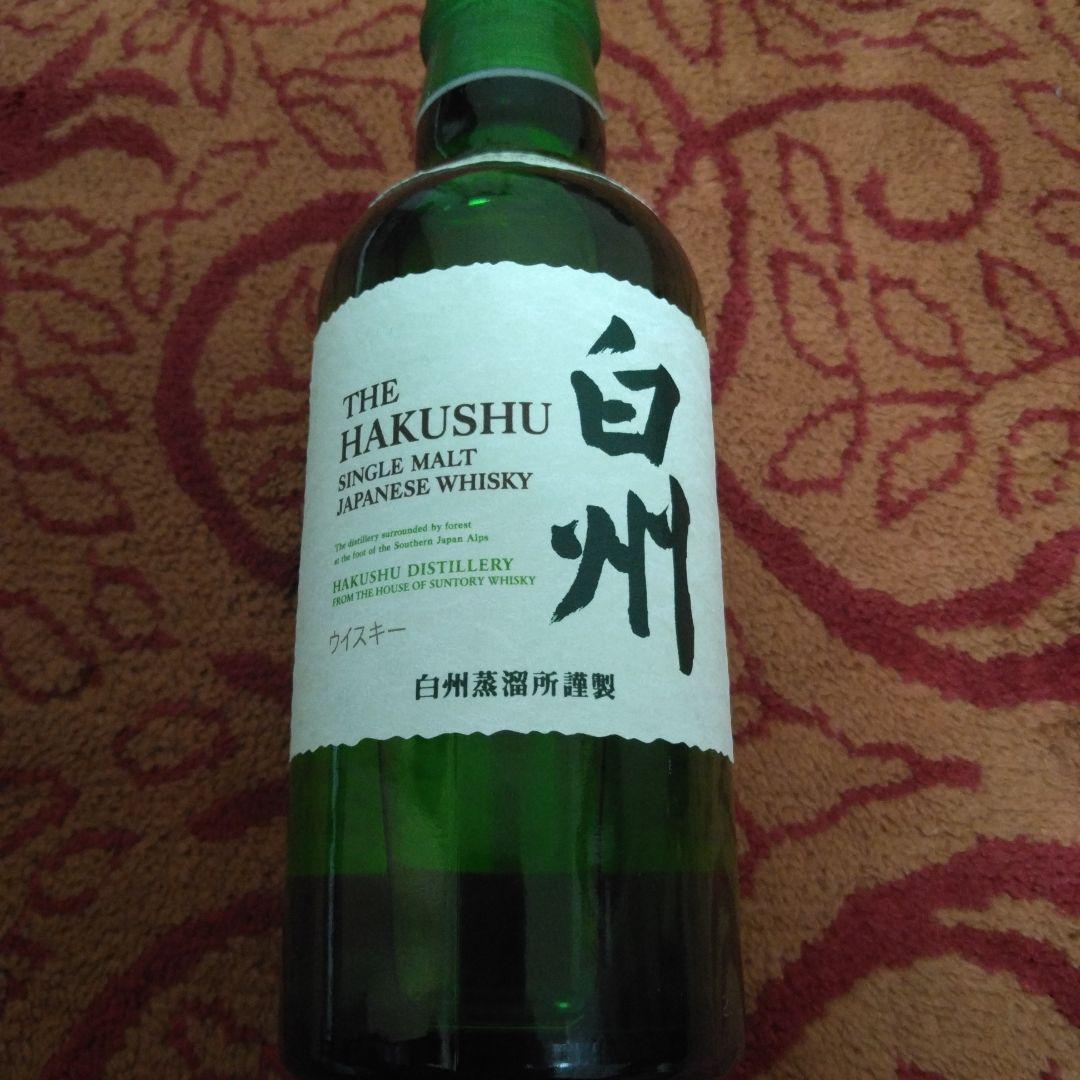 THE
HAKUSHU
SINGLE MALT
JAPANESE WHISKY
The distillery surrounded by forest
at the foot of the Southern Japan Alps
HAKUSHU DISTILLERY
FROM THE HOUSE OF SUNTORY WHISKY
ウイスキー
白州
白州蒸溜所謹製